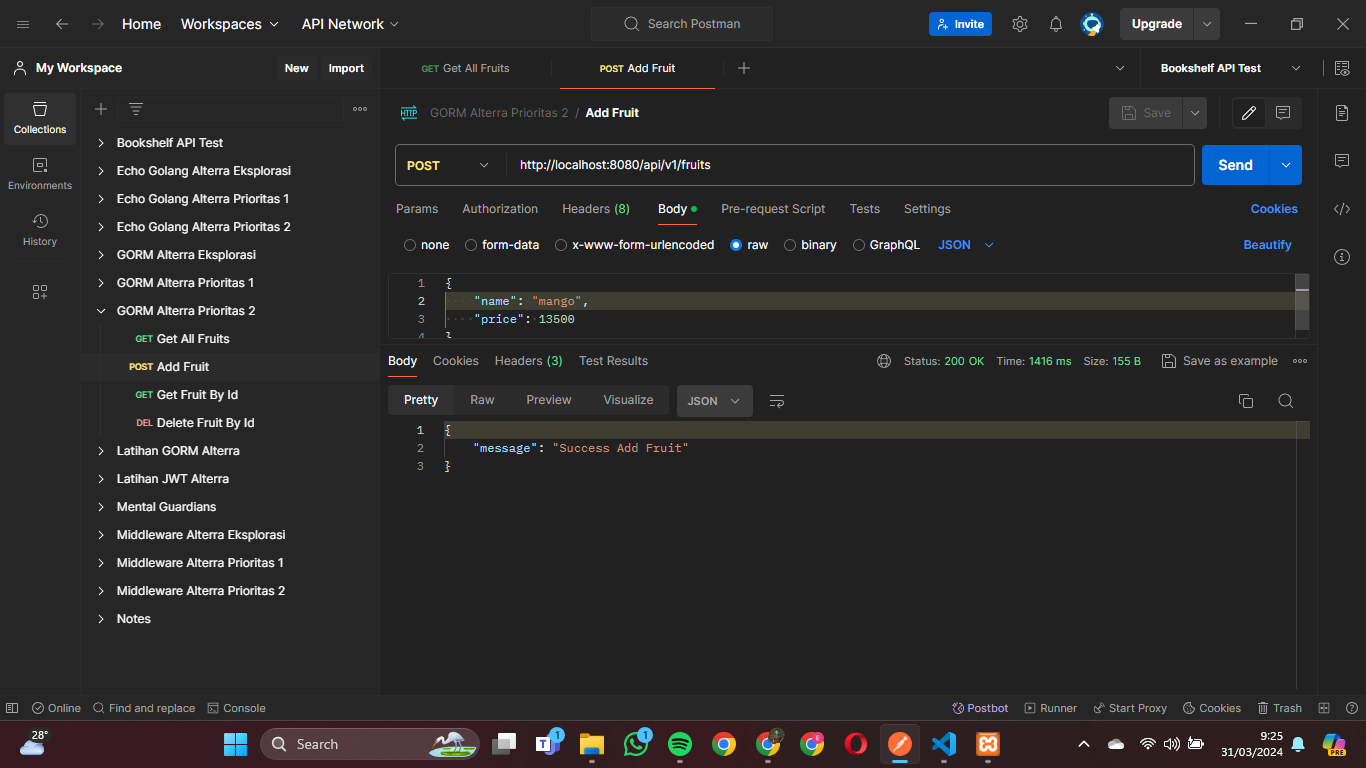 Home Workspaces API Network Search Postman Invite Upgrade
My Workspace New Import GET Get All Fruits POST Add Fruit Bookshelf API Test
Collections
Environments
History
Bookshelf API Test
Echo Golang Alterra Eksplorasi
Echo Golang Alterra Prioritas 1
Echo Golang Alterra Prioritas 2
GORM Alterra Eksplorasi
GORM Alterra Prioritas 1
GORM Alterra Prioritas 2
GET Get All Fruits
POST Add Fruit
GET Get Fruit By Id
DEL Delete Fruit By Id
Latihan GORM Alterra
Latihan JWT Alterra
Mental Guardians
Middleware Alterra Eksplorasi
Middleware Alterra Prioritas 1
Middleware Alterra Prioritas 2
Notes
HTTP GORM Alterra Prioritas 2 / Add Fruit Save
POST http://localhost:8080/api/v1/fruits Send
Params Authorization Headers (8) Body Pre-request Script Tests Settings Cookies
none form-data x-www-form-urlencoded raw binary GraphQL JSON Beautify
1 {
2 "name": "mango",
3 "price": 13500
4 }
Body Cookies Headers (3) Test Results Status: 200 OK Time: 1416 ms Size: 155 B Save as example
Pretty Raw Preview Visualize JSON
1 {
2 "message": "Success Add Fruit"
3 }
Online Find and replace Console Postbot Runner Start Proxy Cookies Trash
28° Search 1 1 9:25
31/03/2024
PRE